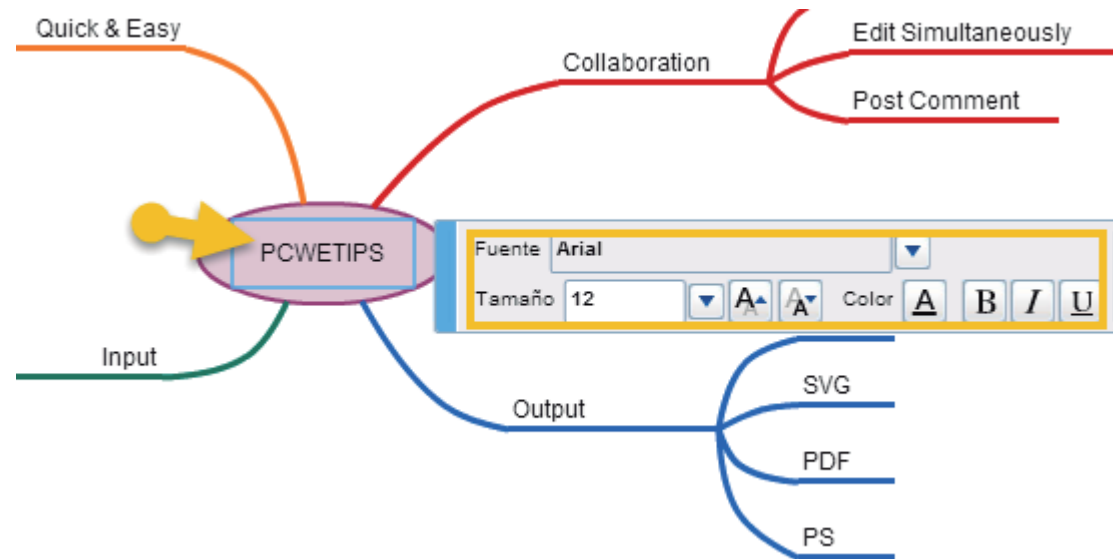 Quick & Easy
Collaboration
Edit Simultaneously
Post Comment
PCWETIPS
Fuente Arial
Tamaño 12 A A Color A B I U
Input
Output
SVG
PDF
PS